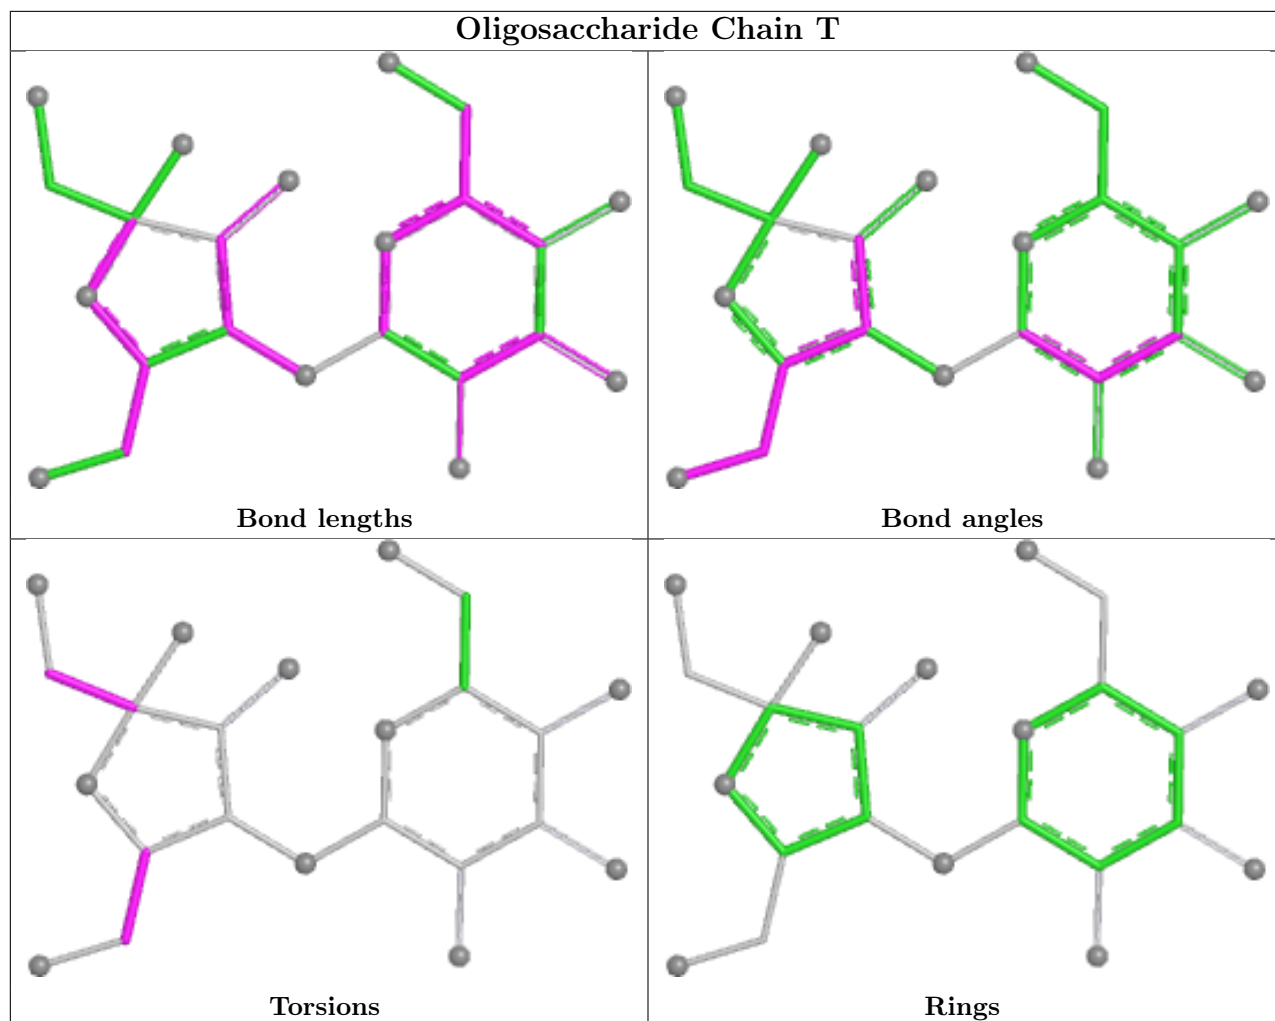 Oligosaccharide Chain T
Bond lengths
Bond angles
Torsions
Rings